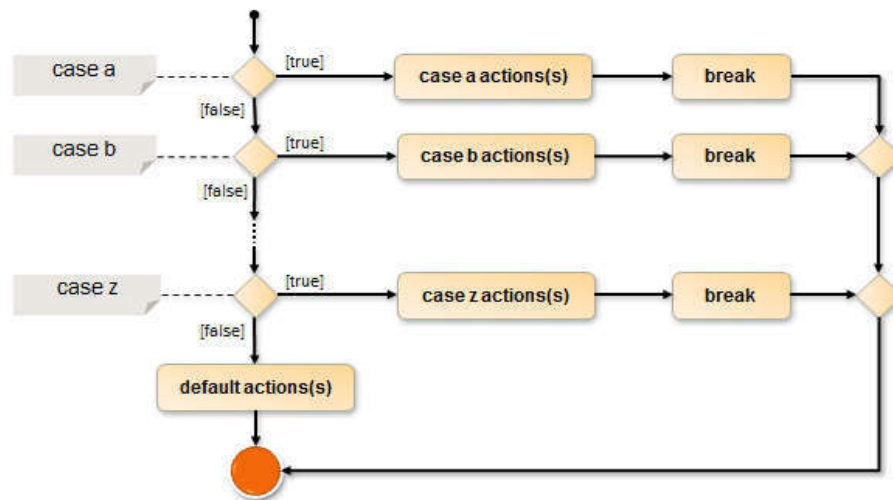 case a
[true]
case a actions(s)
break
[false]
case b
[true]
case b actions(s)
break
[false]
case z
[true]
case z actions(s)
break
[false]
default actions(s)